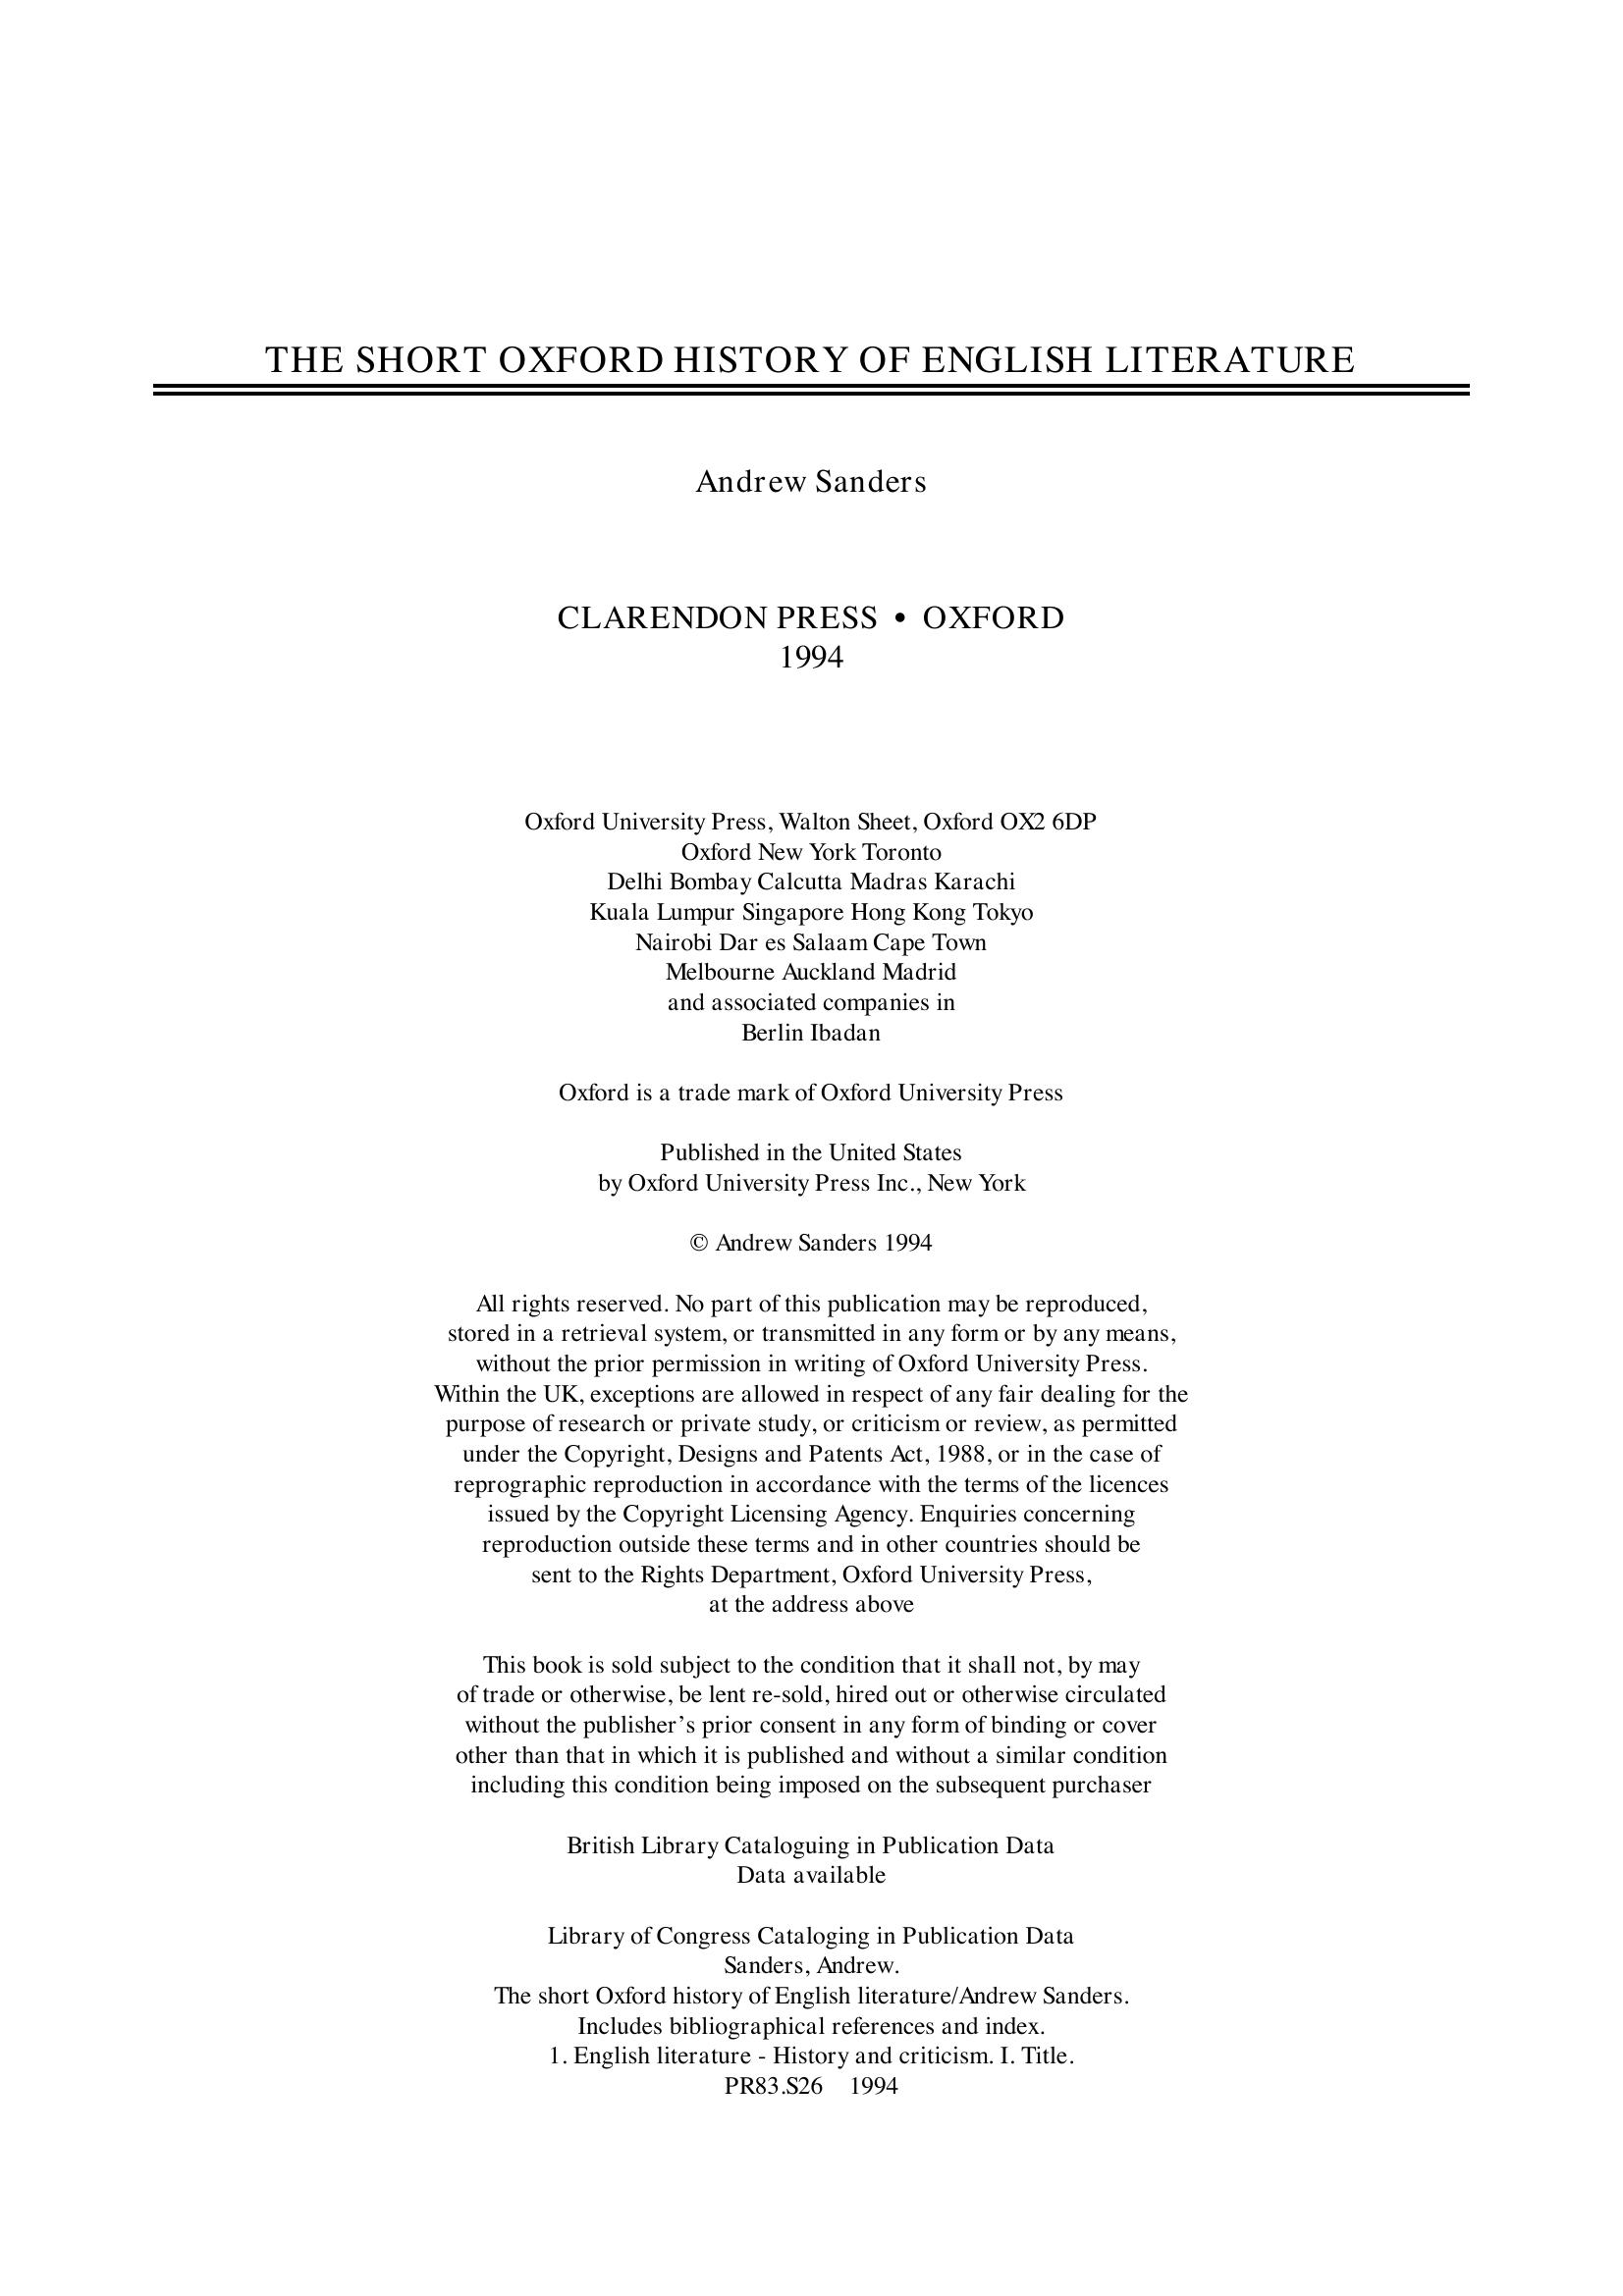 THE SHORT OXFORD HISTORY OF ENGLISH LITERATURE
Andrew Sanders
CLARENDON PRESS • OXFORD
1994
Oxford University Press, Walton Sheet, Oxford OX2 6DP
Oxford New York Toronto
Delhi Bombay Calcutta Madras Karachi
Kuala Lumpur Singapore Hong Kong Tokyo
Nairobi Dar es Salaam Cape Town
Melbourne Auckland Madrid
and associated companies in
Berlin Ibadan
Oxford is a trade mark of Oxford University Press
Published in the United States
by Oxford University Press Inc., New York
© Andrew Sanders 1994
All rights reserved. No part of this publication may be reproduced,
stored in a retrieval system, or transmitted in any form or by any means,
without the prior permission in writing of Oxford University Press.
Within the UK, exceptions are allowed in respect of any fair dealing for the
purpose of research or private study, or criticism or review, as permitted
under the Copyright, Designs and Patents Act, 1988, or in the case of
reprographic reproduction in accordance with the terms of the licences
issued by the Copyright Licensing Agency. Enquiries concerning
reproduction outside these terms and in other countries should be
sent to the Rights Department, Oxford University Press,
at the address above
This book is sold subject to the condition that it shall not, by may
of trade or otherwise, be lent re-sold, hired out or otherwise circulated
without the publisher’s prior consent in any form of binding or cover
other than that in which it is published and without a similar condition
including this condition being imposed on the subsequent purchaser
British Library Cataloguing in Publication Data
Data available
Library of Congress Cataloging in Publication Data
Sanders, Andrew.
The short Oxford history of English literature/Andrew Sanders.
Includes bibliographical references and index.
1. English literature - History and criticism. I. Title.
PR83.S26 1994